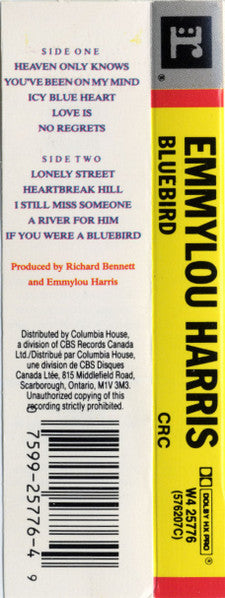 SIDE ONE
HEAVEN ONLY KNOWS
YOU'VE BEEN ON MY MIND
ICY BLUE HEART
LOVE IS
NO REGRETS
SIDE TWO
LONELY STREET
HEARTBREAK HILL
I STILL MISS SOMEONE
A RIVER FOR HIM
IF YOU WERE A BLUEBIRD
Produced by Richard Bennett
and Emmylou Harris
Distributed by Columbia House,
a division of CBS Records Canada
Ltd./Distribué par Columbia House,
une division de CBS Disques
Canada Ltée, 815 Middlefield Road,
Scarborough, Ontario, M1V 3M3.
Unauthorized copying of this
recording strictly prohibited.
0 7599-25776-4 9
r
®
EMMYLOU HARRIS
BLUEBIRD
CRC
DOLBY HX PRO
®
W4 25776
(576207C)